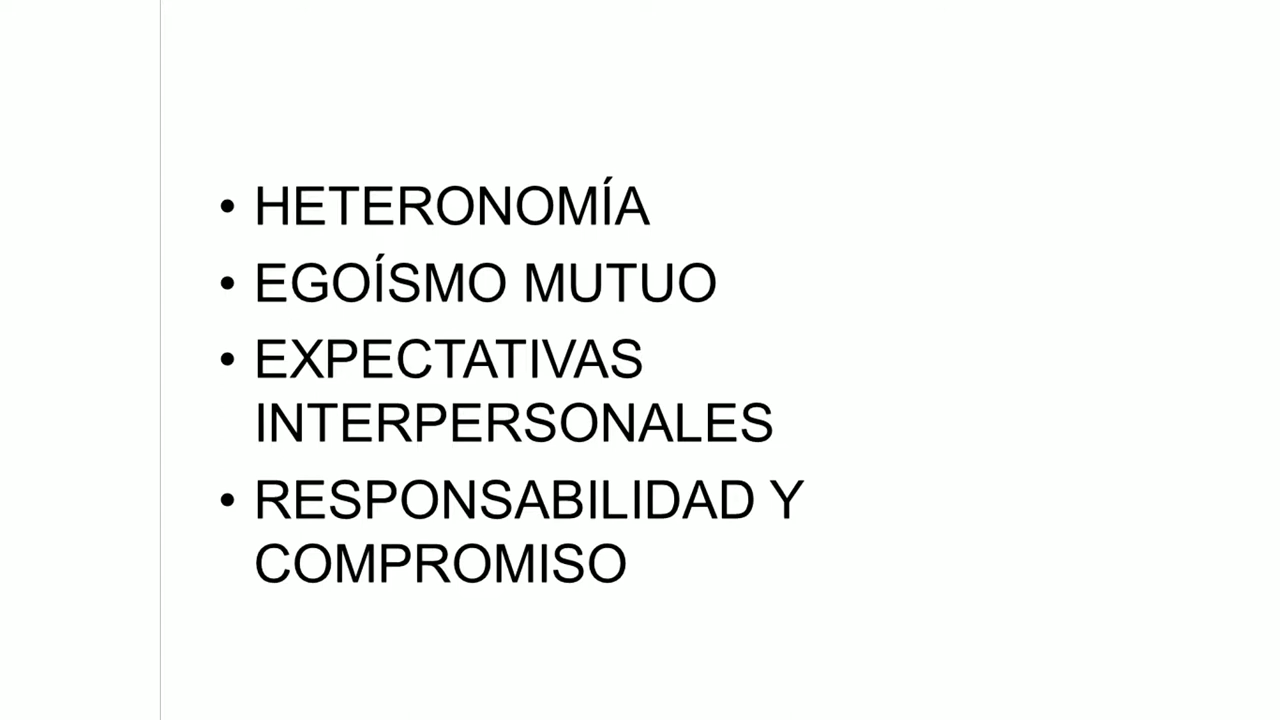 • HETERONOMÍA
• EGOÍSMO MUTUO
• EXPECTATIVAS
INTERPERSONALES
• RESPONSABILIDAD Y
COMPROMISO